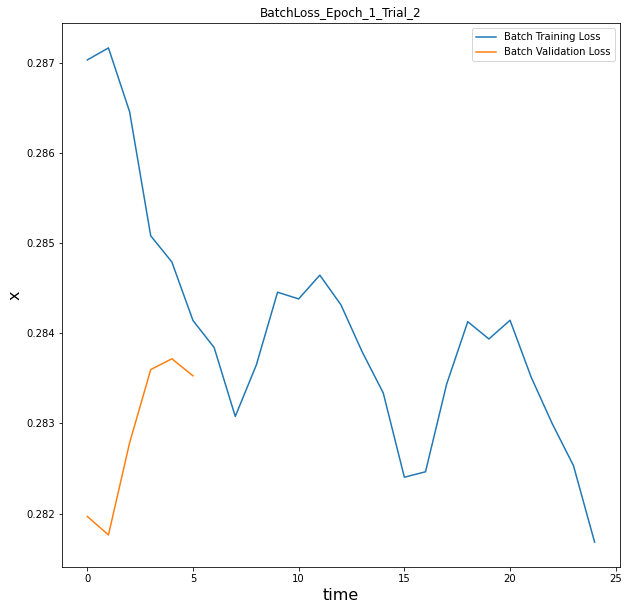 BatchLoss_Epoch_1_Trial_2
Batch Training Loss
Batch Validation Loss
0.287
0.286
0.285
0.284
0.283
0.282
x
0 5 10 15 20 25
time